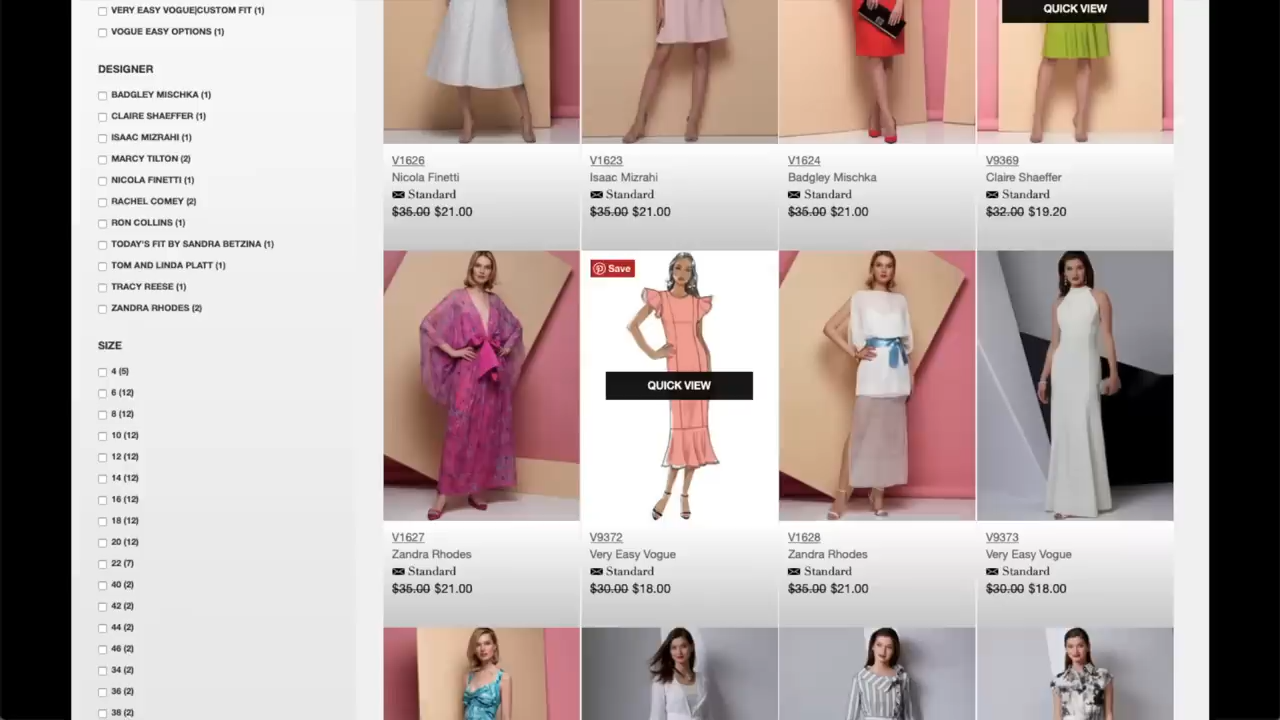 VERY EASY VOGUE|CUSTOM FIT (1)
VOGUE EASY OPTIONS (1)
DESIGNER
BADGLEY MISCHKA (1)
CLAIRE SHAEFFER (1)
ISAAC MIZRAHI (1)
MARCY TILTON (2)
NICOLA FINETTI (1)
RACHEL COMEY (2)
RON COLLINS (1)
TODAY'S FIT BY SANDRA BETZINA (1)
TOM AND LINDA PLATT (1)
TRACY REESE (1)
ZANDRA RHODES (2)
SIZE
4 (5)
6 (12)
8 (12)
10 (12)
12 (12)
14 (12)
16 (12)
18 (12)
20 (12)
22 (7)
40 (2)
42 (2)
44 (2)
46 (2)
34 (2)
36 (2)
38 (2)
QUICK VIEW
V1626
Nicola Finetti
Standard
$35.00 $21.00
V1623
Isaac Mizrahi
Standard
$35.00 $21.00
V1624
Badgley Mischka
Standard
$35.00 $21.00
V9369
Claire Shaeffer
Standard
$32.00 $19.20
Save
QUICK VIEW
V1627
Zandra Rhodes
Standard
$35.00 $21.00
V9372
Very Easy Vogue
Standard
$30.00 $18.00
V1628
Zandra Rhodes
Standard
$35.00 $21.00
V9373
Very Easy Vogue
Standard
$30.00 $18.00